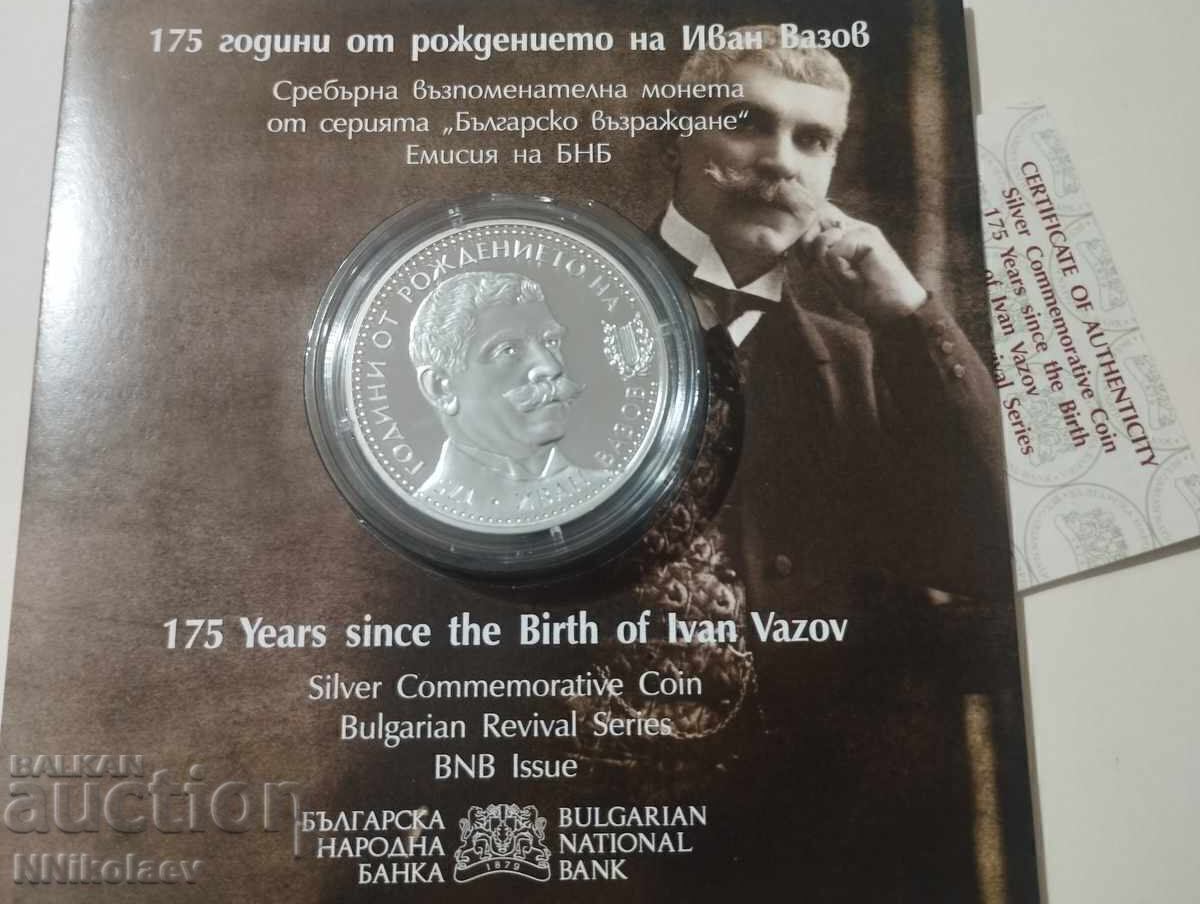 175 години от рождението на Иван Вазов
Сребърна възпоменателна монета
от серията „Българско възраждане“
Емисия на БНБ
ГОДИНИ ОТ РОЖДЕНИЕТО НА
ИВАН ВАЗОВ
CERTIFICATE OF AUTHENTICITY
Silver Commemorative Coin
175 Years since the Birth
of Ivan Vazov
Series
175 Years since the Birth of Ivan Vazov
Silver Commemorative Coin
Bulgarian Revival Series
BNB Issue
БЪЛГАРСКА
НАРОДНА
БАНКА
1879
BULGARIAN
NATIONAL
BANK
BALKAN
auction
NNikolaev